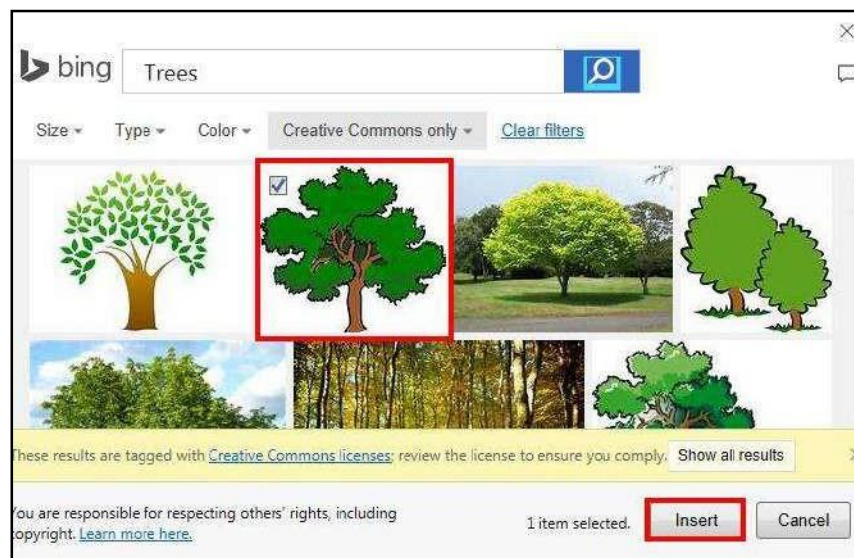 bing
Trees
Size Type Color Creative Commons only Clear filters
These results are tagged with Creative Commons licenses; review the license to ensure you comply. Show all results
You are responsible for respecting others' rights, including
copyright. Learn more here.
1 item selected. Insert Cancel